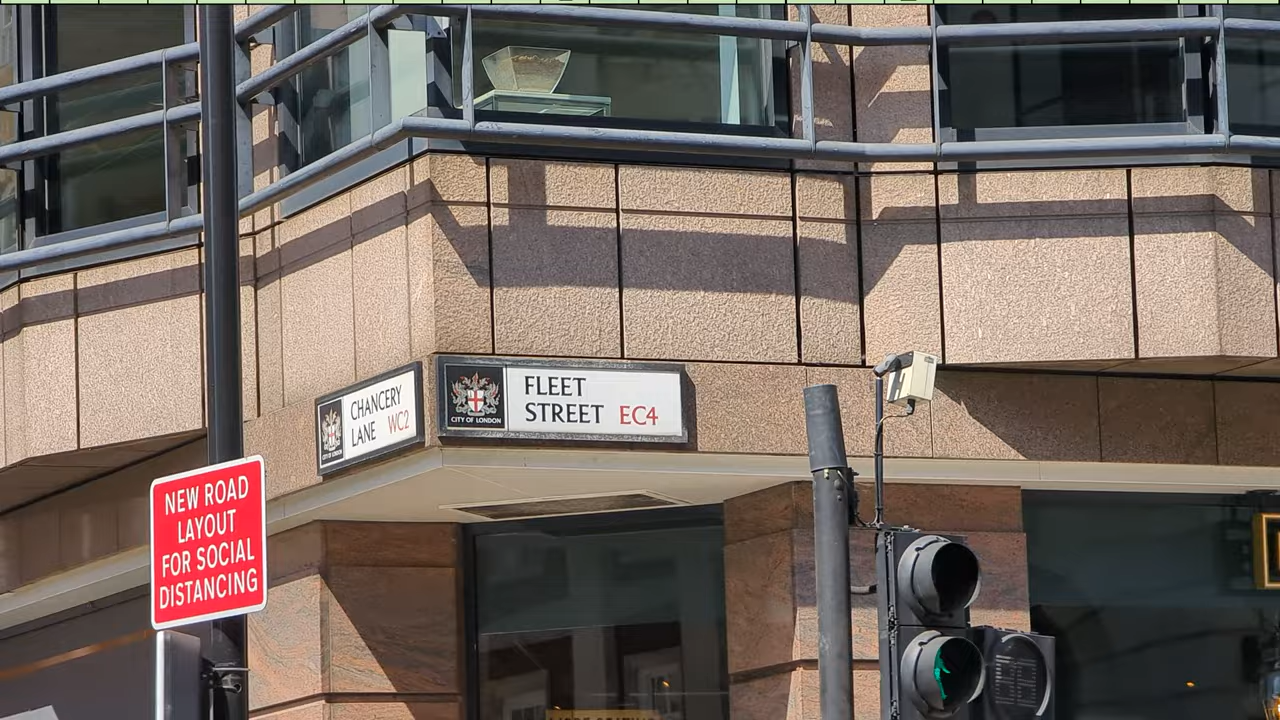 CHANCERY
LANE WC2
CITY OF LONDON
FLEET
STREET EC4
CITY OF LONDON
NEW ROAD
LAYOUT
FOR SOCIAL
DISTANCING